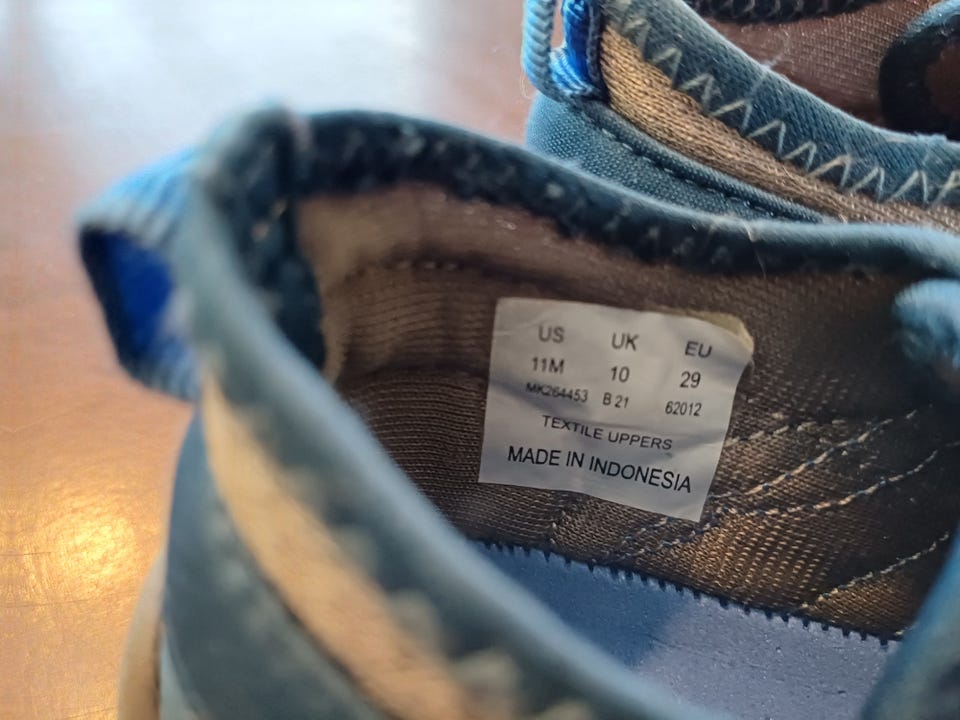 US UK EU
11M 10 29
MK264453 B 21 62012
TEXTILE UPPERS
MADE IN INDONESIA